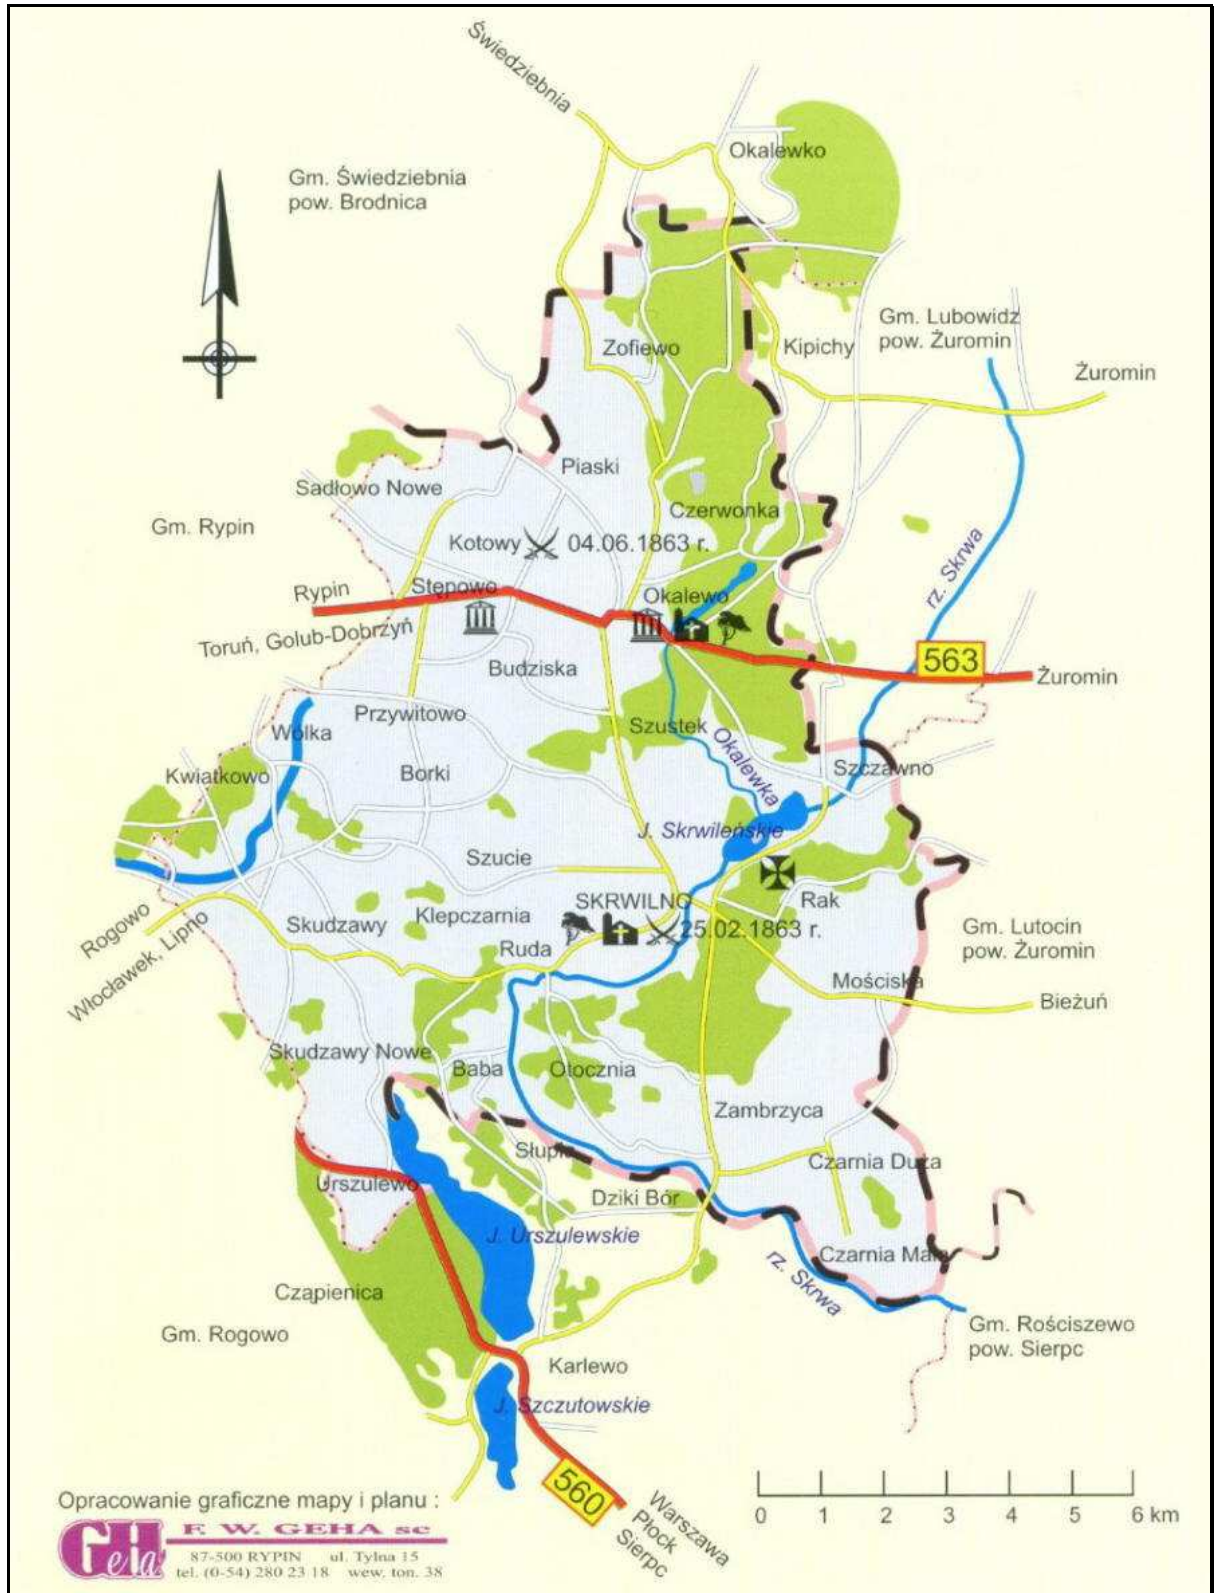 Świedziebnia
Okalewko
Gm. Świedziebnia
pow. Brodnica
Gm. Lubowidz
pow. Żuromin
Zofiewo
Kipichy
Żuromin
Piaski
Sadłowo Nowe
Czerwonka
Gm. Rypin
Kotowy 04.06.1863 r.
rz. Skrwa
Rypin
Stępowo
Okalewo
Toruń, Golub-Dobrzyń
Budziska
563
Żuromin
Przywitowo
Szustek
Wólka
Okalewka
Kwiatkowo
Borki
Szczawno
J. Skrwileńskie
Szucie
SKRWILNO
Rak
Rogowo
Skudzawy
Klepczarnia
25.02.1863 r.
Gm. Lutocin
pow. Żuromin
Włocławek, Lipno
Ruda
Mościska
Bieżuń
Skudzawy Nowe
Baba
Otocznia
Zambrzyca
Słupia
Czarnia Duża
Urszulewo
Dziki Bór
J. Urszulewskie
Czarnia Mała
rz. Skrwa
Czapienica
Gm. Rogowo
Gm. Rościszewo
pow. Sierpc
Karlewo
J. Szczutowskie
560
Warszawa
Płock
Sierpc
0 1 2 3 4 5 6 km
Opracowanie graficzne mapy i planu :
GeHa
F. W. GEHA sc
87-500 RYPIN ul. Tylna 15
tel. (0-54) 280 23 18 wew. ton. 38